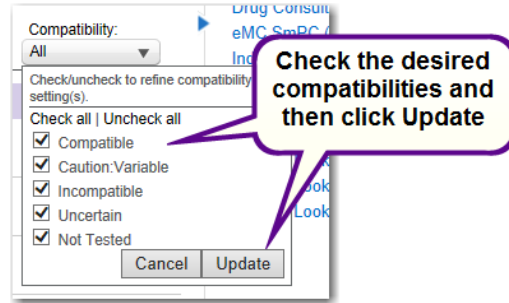 Compatibility:
All
Check/uncheck to refine compatibility
setting(s).
Check all | Uncheck all
Compatible
Caution:Variable
Incompatible
Uncertain
Not Tested
Cancel
Update
Drug Consult
eMC SmPC
Check the desired
compatibilities and
then click Update
Look